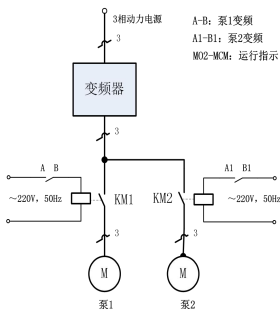 3相动力电源
A-B: 泵1变频
A1-B1: 泵2变频
MO2-MCM: 运行指示
3
变频器
3
A B
KM1
KM2
A1 B1
～220V, 50Hz
～220V, 50Hz
3
3
M
M
泵1
泵2